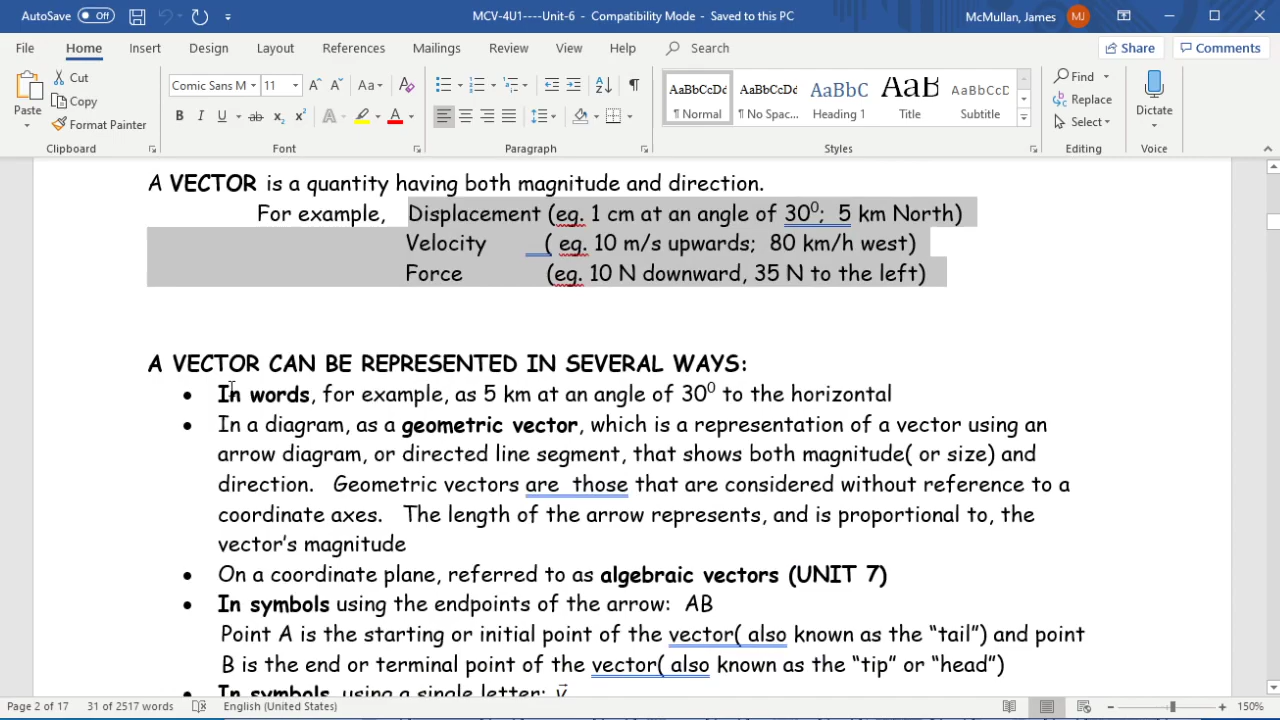 AutoSave Off MCV-4U1----Unit-6 - Compatibility Mode - Saved to this PC McMullan, James MJ
File Home Insert Design Layout References Mailings Review View Help Search Share Comments
Paste Cut Copy Format Painter
Comic Sans M 11 A A Aa A
B I U ab x2 x2 A A
AaBbCcDd AaBbCcDd AaBbC AaB AaBbCcD
¶ Normal ¶ No Spac... Heading 1 Title Subtitle
Find Replace Select Dictate
Clipboard Font Paragraph Styles Editing Voice
A VECTOR is a quantity having both magnitude and direction.
For example, Displacement (eg. 1 cm at an angle of 30⁰; 5 km North)
Velocity ( eg. 10 m/s upwards; 80 km/h west)
Force (eg. 10 N downward, 35 N to the left)
A VECTOR CAN BE REPRESENTED IN SEVERAL WAYS:
• In words, for example, as 5 km at an angle of 30⁰ to the horizontal
• In a diagram, as a geometric vector, which is a representation of a vector using an
arrow diagram, or directed line segment, that shows both magnitude( or size) and
direction. Geometric vectors are those that are considered without reference to a
coordinate axes. The length of the arrow represents, and is proportional to, the
vector's magnitude
• On a coordinate plane, referred to as algebraic vectors (UNIT 7)
• In symbols using the endpoints of the arrow: AB
Point A is the starting or initial point of the vector( also known as the “tail”) and point
B is the end or terminal point of the vector( also known as the “tip” or “head”)
• In symbols, using a single letter: v⃗
Page 2 of 17 31 of 2517 words English (United States) 150%